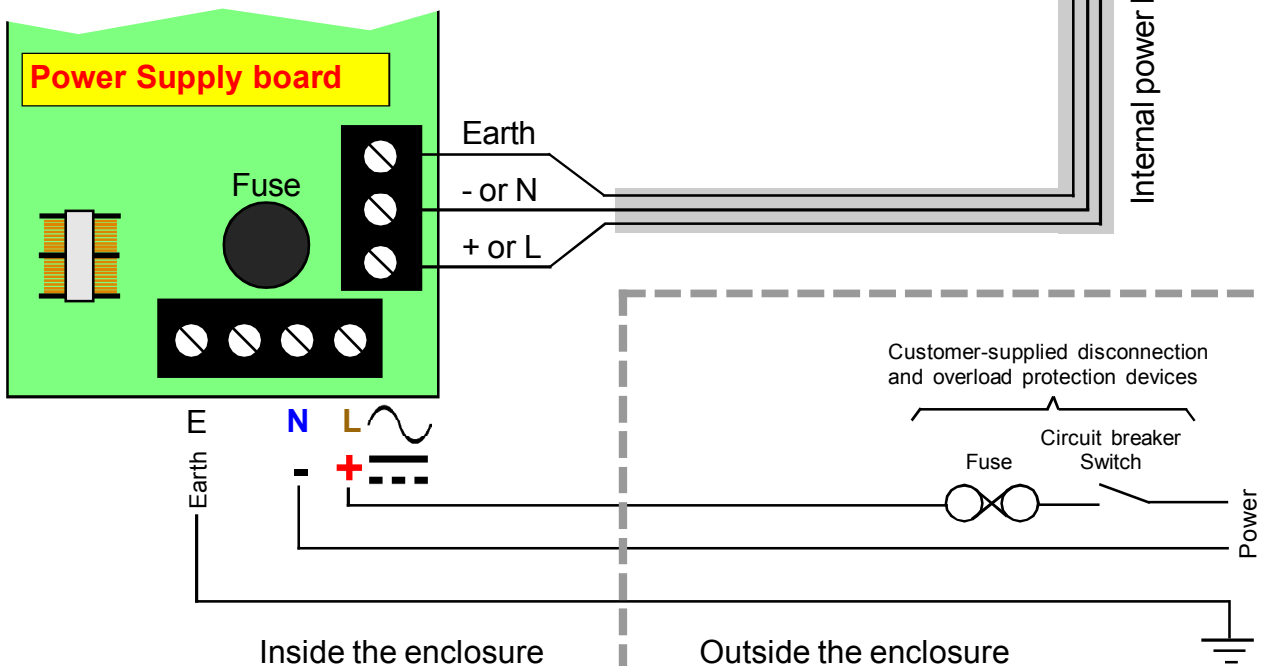 Power Supply board
Internal power
Earth
Fuse
- or N
+ or L
Customer-supplied disconnection
and overload protection devices
E N L
- +
Earth
Circuit breaker
Fuse Switch
Power
Inside the enclosure
Outside the enclosure